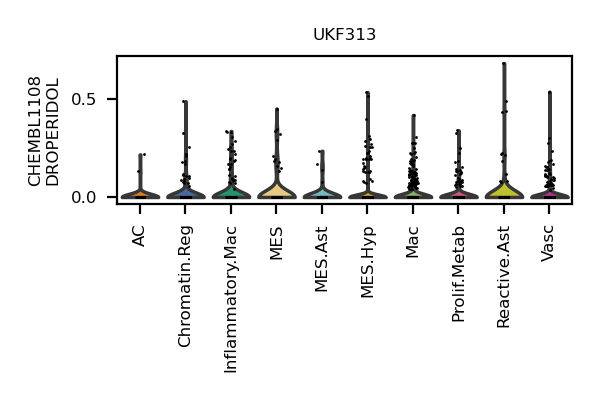 UKF313
CHEMBL1108
DROPERIDOL
0.5
0.0
AC
Chromatin.Reg
Inflammatory.Mac
MES
MES.Ast
MES.Hyp
Mac
Prolif.Metab
Reactive.Ast
Vasc